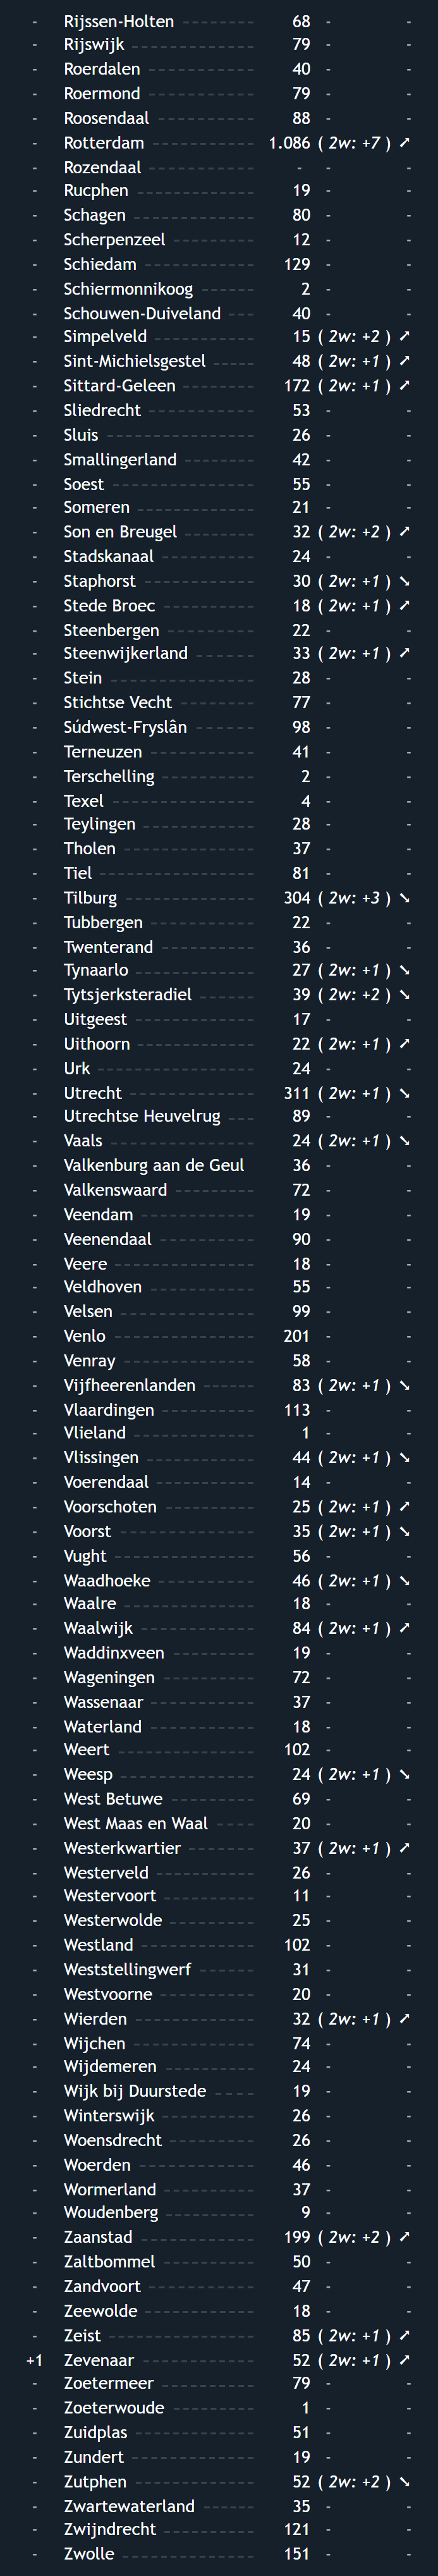 - Rijssen-Holten 68 - -
- Rijswijk 79 - -
- Roerdalen 40 - -
- Roermond 79 - -
- Roosendaal 88 - -
- Rotterdam 1.086 ( 2w: +7 ) ➚
- Rozendaal - - -
- Rucphen 19 - -
- Schagen 80 - -
- Scherpenzeel 12 - -
- Schiedam 129 - -
- Schiermonnikoog 2 - -
- Schouwen-Duiveland 40 - -
- Simpelveld 15 ( 2w: +2 ) ➚
- Sint-Michielsgestel 48 ( 2w: +1 ) ➚
- Sittard-Geleen 172 ( 2w: +1 ) ➚
- Sliedrecht 53 - -
- Sluis 26 - -
- Smallingerland 42 - -
- Soest 55 - -
- Someren 21 - -
- Son en Breugel 32 ( 2w: +2 ) ➚
- Stadskanaal 24 - -
- Staphorst 30 ( 2w: +1 ) ➘
- Stede Broec 18 ( 2w: +1 ) ➚
- Steenbergen 22 - -
- Steenwijkerland 33 ( 2w: +1 ) ➚
- Stein 28 - -
- Stichtse Vecht 77 - -
- Súdwest-Fryslân 98 - -
- Terneuzen 41 - -
- Terschelling 2 - -
- Texel 4 - -
- Teylingen 28 - -
- Tholen 37 - -
- Tiel 81 - -
- Tilburg 304 ( 2w: +3 ) ➘
- Tubbergen 22 - -
- Twenterand 36 - -
- Tynaarlo 27 ( 2w: +1 ) ➘
- Tytsjerksteradiel 39 ( 2w: +2 ) ➘
- Uitgeest 17 - -
- Uithoorn 22 ( 2w: +1 ) ➚
- Urk 24 - -
- Utrecht 311 ( 2w: +1 ) ➘
- Utrechtse Heuvelrug 89 - -
- Vaals 24 ( 2w: +1 ) ➘
- Valkenburg aan de Geul 36 - -
- Valkenswaard 72 - -
- Veendam 19 - -
- Veenendaal 90 - -
- Veere 18 - -
- Veldhoven 55 - -
- Velsen 99 - -
- Venlo 201 - -
- Venray 58 - -
- Vijfheerenlanden 83 ( 2w: +1 ) ➘
- Vlaardingen 113 - -
- Vlieland 1 - -
- Vlissingen 44 ( 2w: +1 ) ➘
- Voerendaal 14 - -
- Voorschoten 25 ( 2w: +1 ) ➚
- Voorst 35 ( 2w: +1 ) ➘
- Vught 56 - -
- Waadhoeke 46 ( 2w: +1 ) ➘
- Waalre 18 - -
- Waalwijk 84 ( 2w: +1 ) ➚
- Waddinxveen 19 - -
- Wageningen 72 - -
- Wassenaar 37 - -
- Waterland 18 - -
- Weert 102 - -
- Weesp 24 ( 2w: +1 ) ➘
- West Betuwe 69 - -
- West Maas en Waal 20 - -
- Westerkwartier 37 ( 2w: +1 ) ➚
- Westerveld 26 - -
- Westervoort 11 - -
- Westerwolde 25 - -
- Westland 102 - -
- Weststellingwerf 31 - -
- Westvoorne 20 - -
- Wierden 32 ( 2w: +1 ) ➚
- Wijchen 74 - -
- Wijdemeren 24 - -
- Wijk bij Duurstede 19 - -
- Winterswijk 26 - -
- Woensdrecht 26 - -
- Woerden 46 - -
- Wormerland 37 - -
- Woudenberg 9 - -
- Zaanstad 199 ( 2w: +2 ) ➚
- Zaltbommel 50 - -
- Zandvoort 47 - -
- Zeewolde 18 - -
- Zeist 85 ( 2w: +1 ) ➚
+1 Zevenaar 52 ( 2w: +1 ) ➚
- Zoetermeer 79 - -
- Zoeterwoude 1 - -
- Zuidplas 51 - -
- Zundert 19 - -
- Zutphen 52 ( 2w: +2 ) ➘
- Zwartewaterland 35 - -
- Zwijndrecht 121 - -
- Zwolle 151 - -